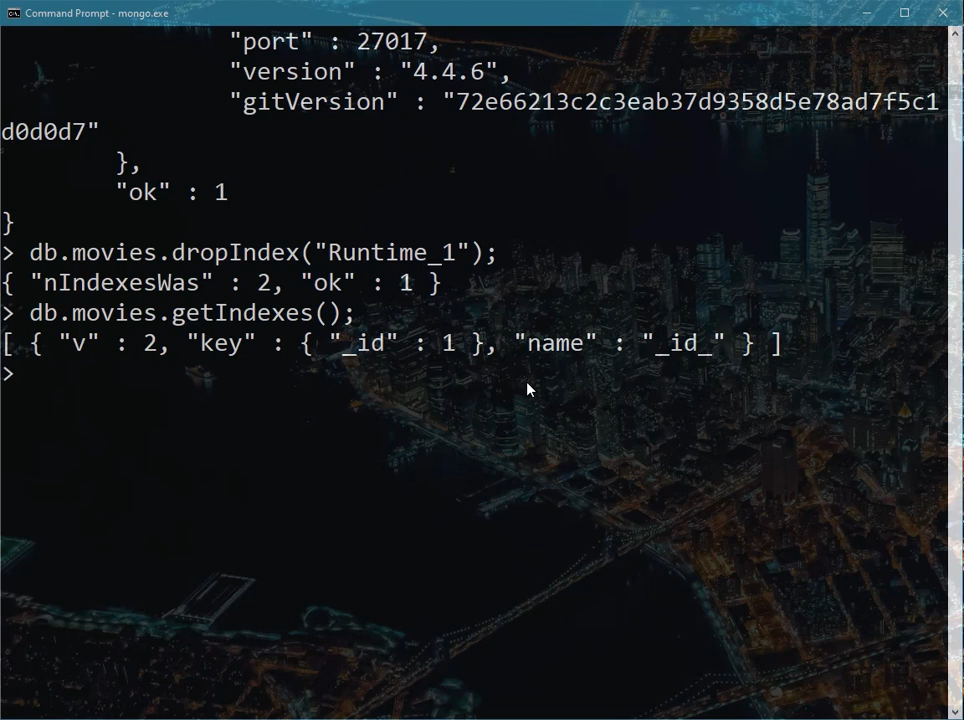 Command Prompt - mongo.exe
"port" : 27017,
"version" : "4.4.6",
"gitVersion" : "72e66213c2c3eab37d9358d5e78ad7f5c1
d0d0d7"
},
"ok" : 1
}
> db.movies.dropIndex("Runtime_1");
{ "nIndexesWas" : 2, "ok" : 1 }
> db.movies.getIndexes();
[ { "v" : 2, "key" : { "_id" : 1 }, "name" : "_id_" } ]
>